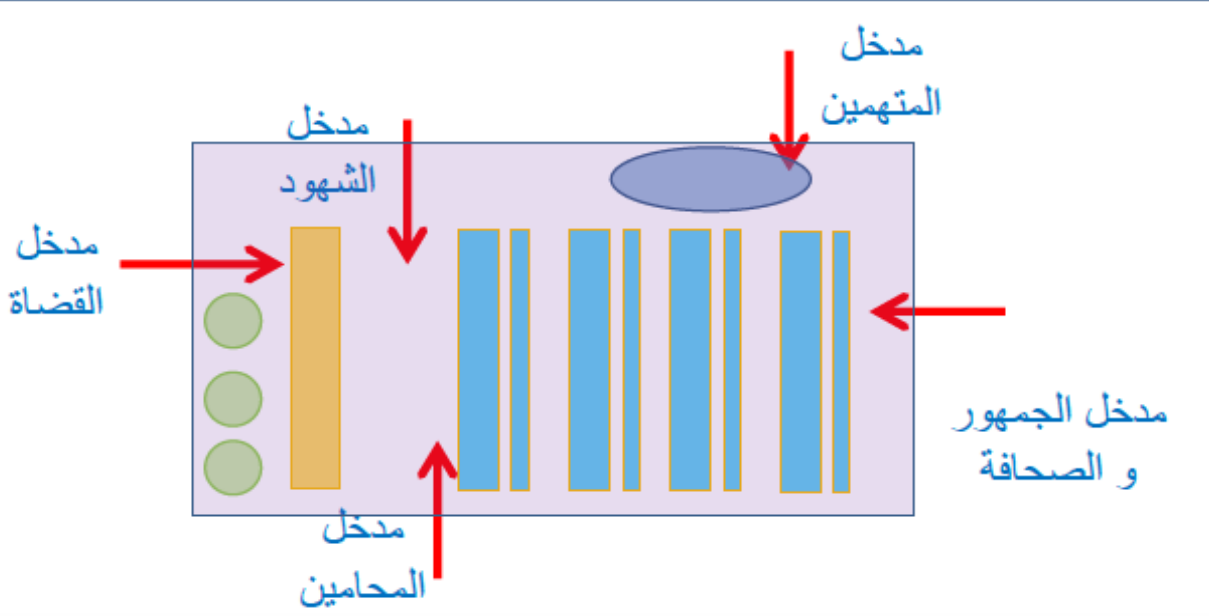 مدخل
المتهمين
مدخل
الشهود
مدخل
القضاة
مدخل الجمهور
و الصحافة
مدخل
المحامين